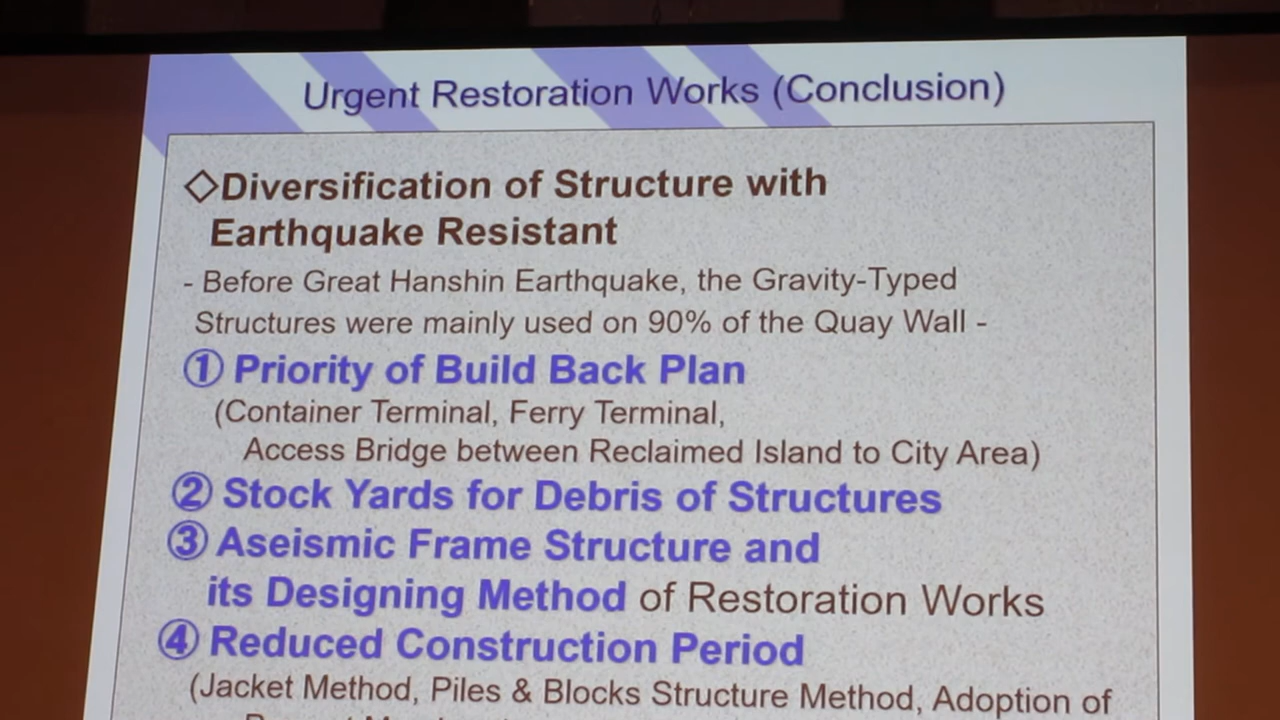 Urgent Restoration Works (Conclusion)
◇Diversification of Structure with
Earthquake Resistant
- Before Great Hanshin Earthquake, the Gravity-Typed
Structures were mainly used on 90% of the Quay Wall -
① Priority of Build Back Plan
(Container Terminal, Ferry Terminal,
Access Bridge between Reclaimed Island to City Area)
② Stock Yards for Debris of Structures
③ Aseismic Frame Structure and
its Designing Method of Restoration Works
④ Reduced Construction Period
(Jacket Method, Piles & Blocks Structure Method, Adoption of